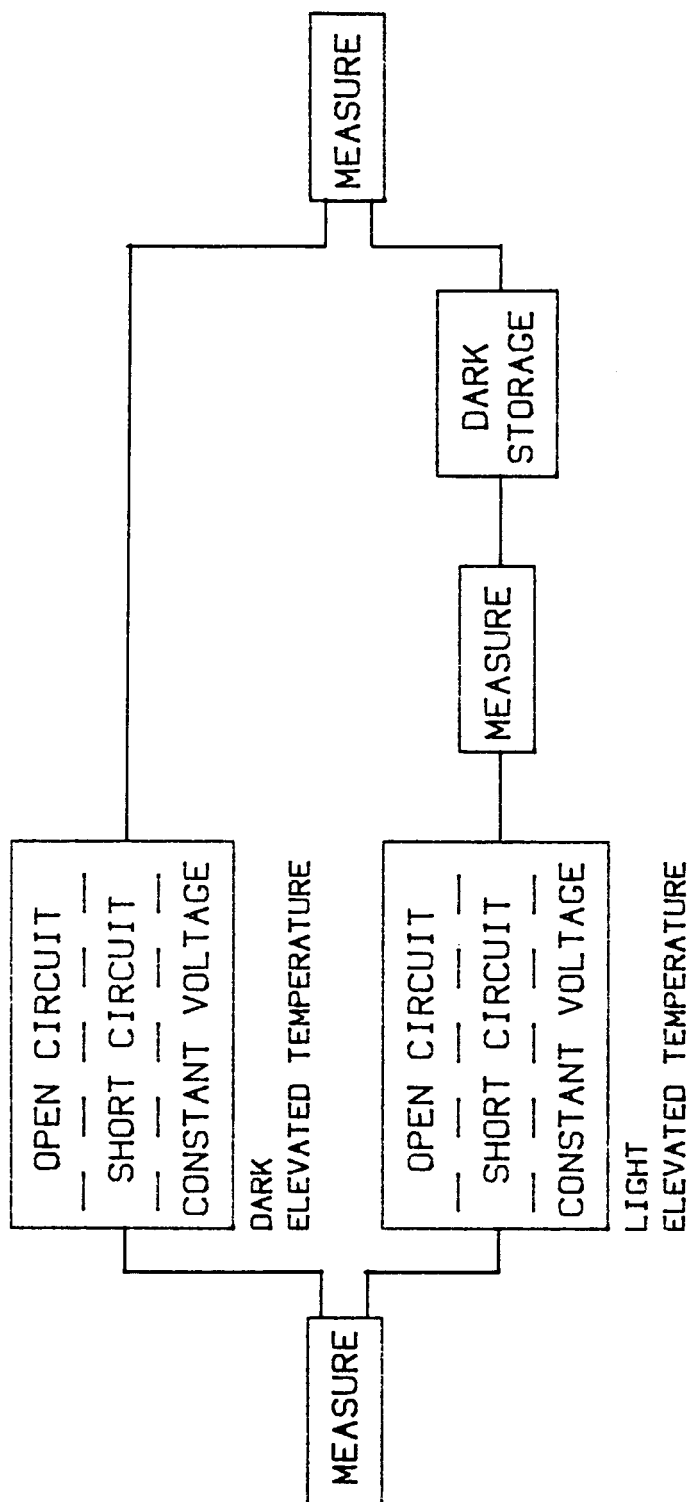 MEASURE
OPEN CIRCUIT
SHORT CIRCUIT
CONSTANT VOLTAGE
DARK
ELEVATED TEMPERATURE
OPEN CIRCUIT
SHORT CIRCUIT
CONSTANT VOLTAGE
LIGHT
ELEVATED TEMPERATURE
MEASURE
DARK
STORAGE
MEASURE